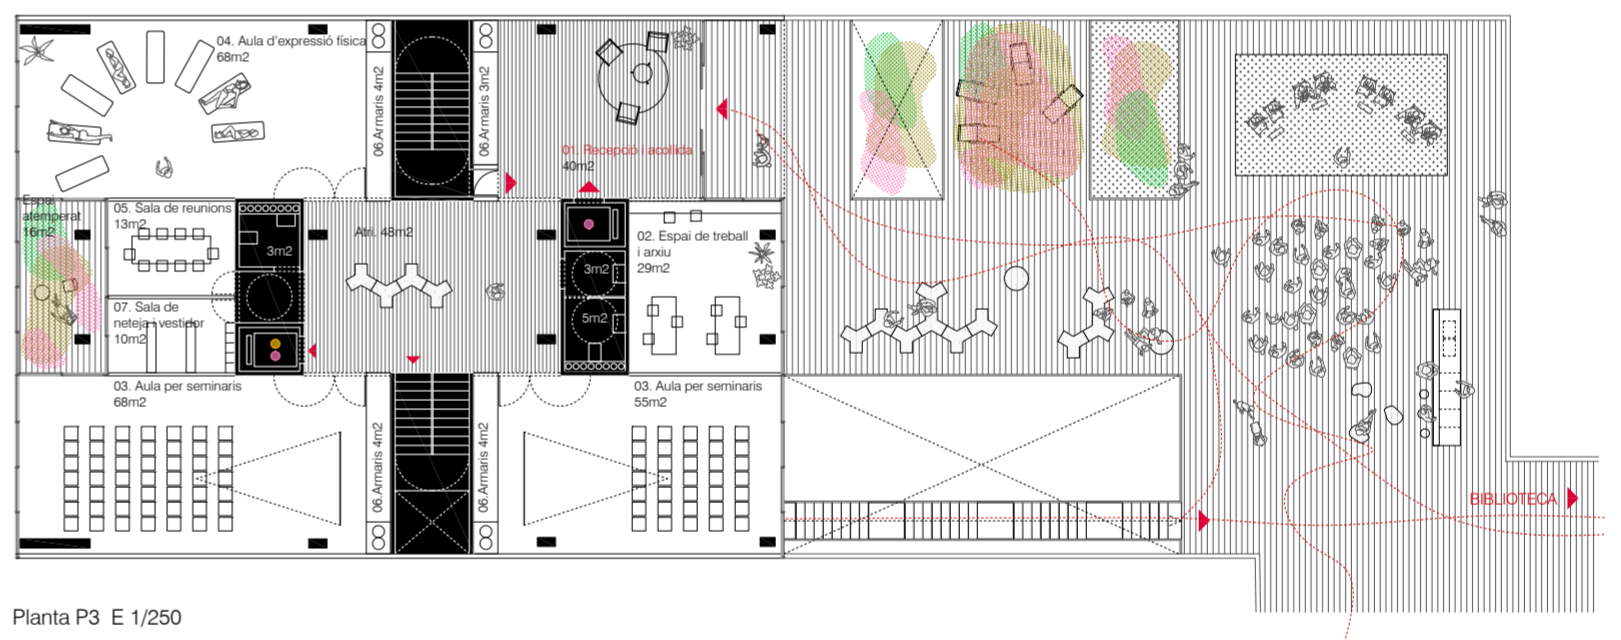 04. Aula d'expressió física
68m2
06.Armaris 4m2
06.Armaris 3m2
01. Recepció i acollida
40m2
Espai
atemperat
16m2
05. Sala de reunions
13m2
3m2
Atri. 48m2
3m2
5m2
02. Espai de treball
i arxiu
29m2
07. Sala de
neteja i vestidor
10m2
03. Aula per seminaris
68m2
06.Armaris 4m2
06.Armaris 4m2
03. Aula per seminaris
55m2
BIBLIOTECA
Planta P3 E 1/250